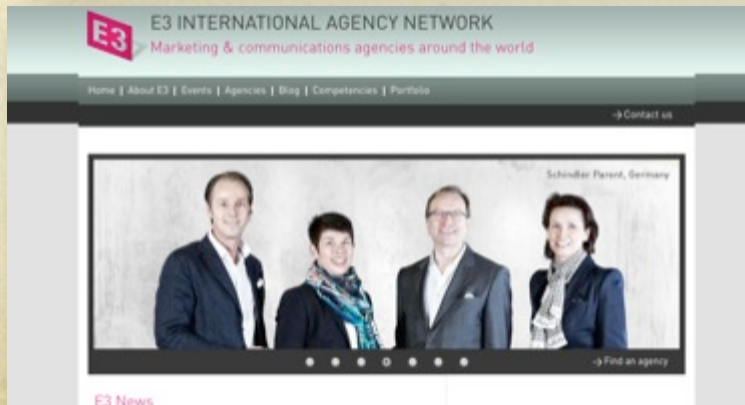 E3
E3 INTERNATIONAL AGENCY NETWORK
Marketing & communications agencies around the world
Home | About E3 | Events | Agencies | Blog | Competencies | Portfolio
→ Contact us
Schindler Parent, Germany
→ Find an agency
E3 News